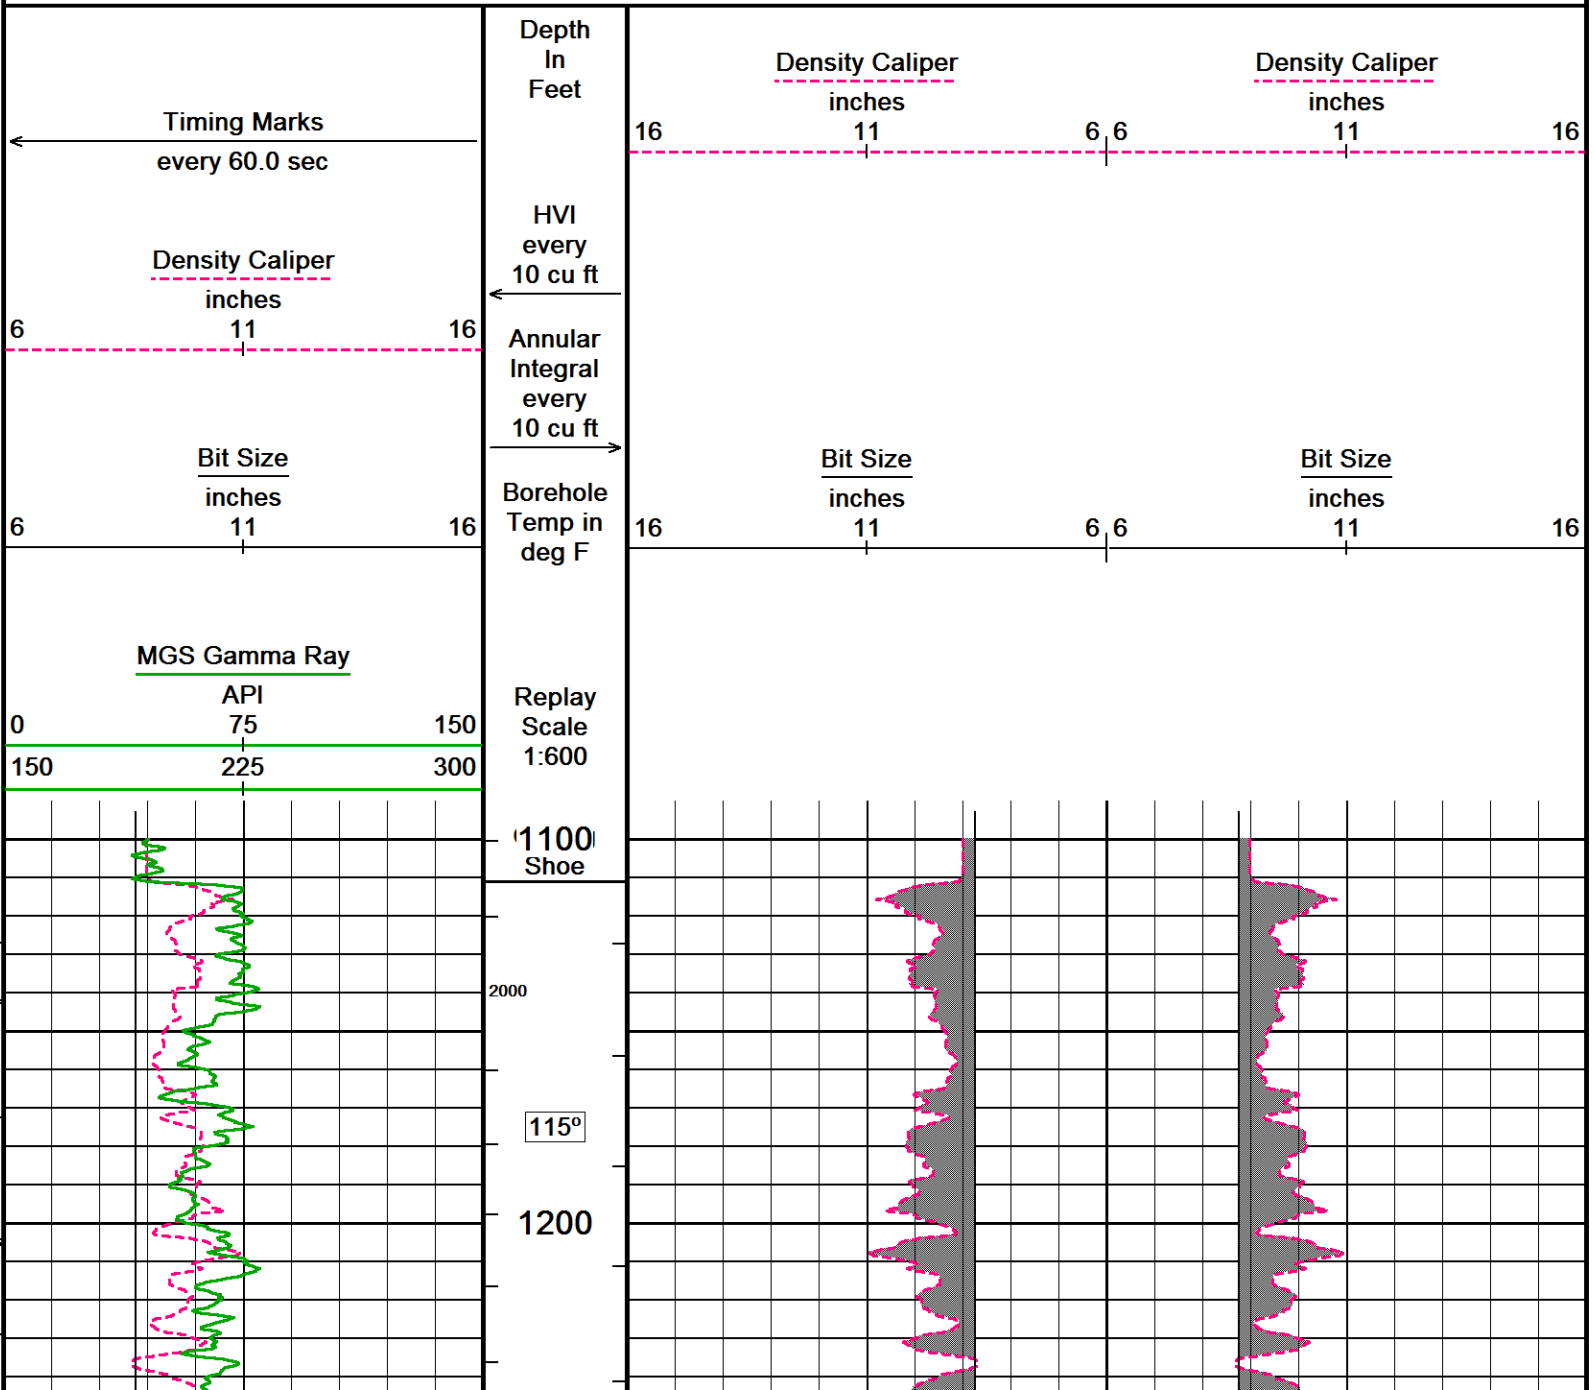 Timing Marks
every 60.0 sec
Density Caliper
inches
6 11 16
Bit Size
inches
6 11 16
MGS Gamma Ray
API
0 75 150
150 225 300
Depth
In
Feet
HVI
every
10 cu ft
Annular
Integral
every
10 cu ft
Borehole
Temp in
deg F
Replay
Scale
1:600
1100
Shoe
2000
115º
1200
Density Caliper
inches
16 11 6
Density Caliper
inches
6 11 16
Bit Size
inches
16 11 6
Bit Size
inches
6 11 16